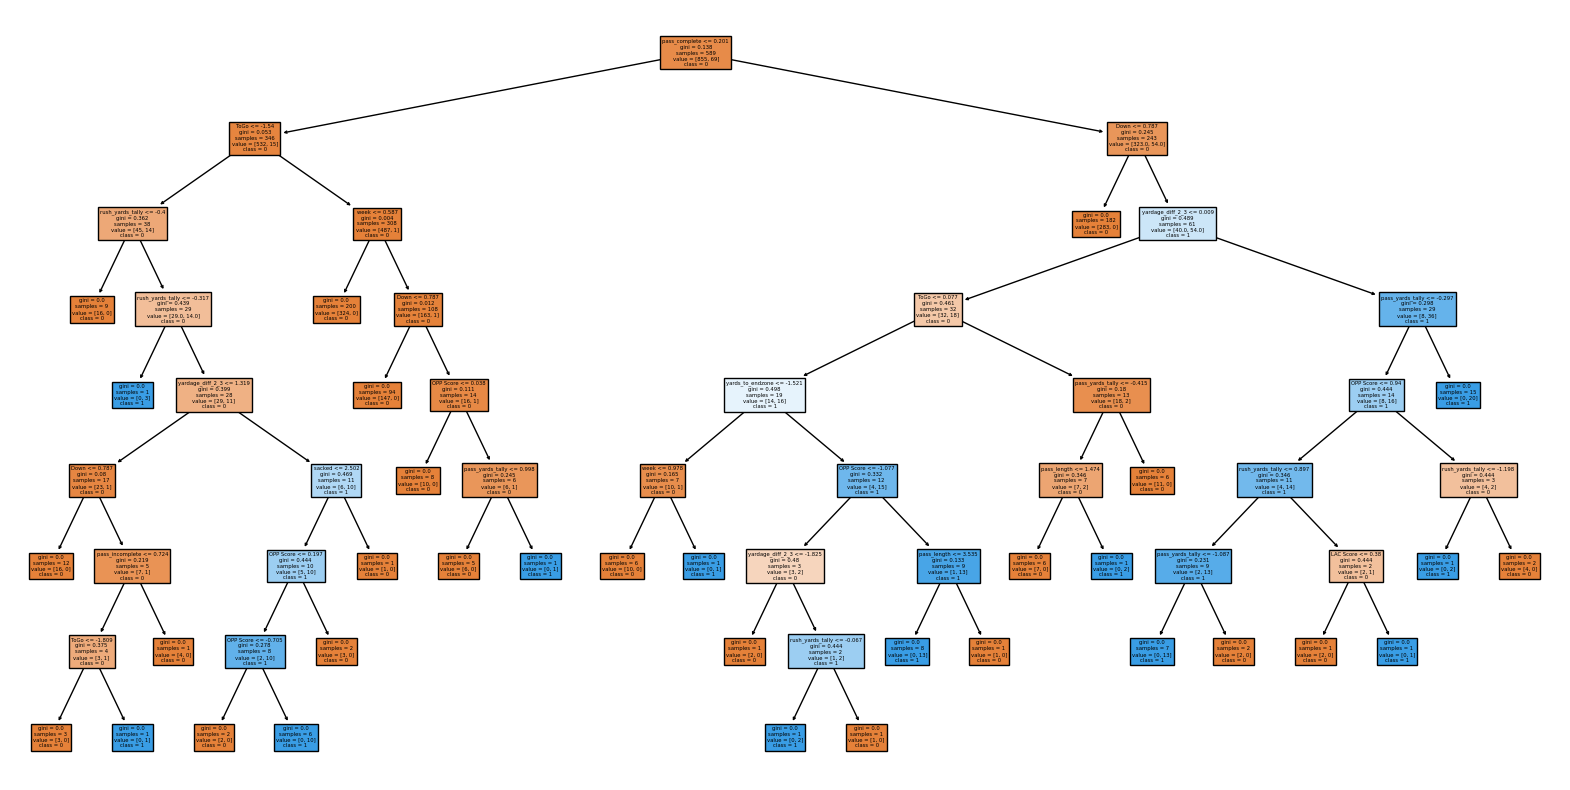 pass_complete <= 0.201
gini = 0.138
samples = 589
value = [855, 69]
class = 0
ToGo <= -1.54
gini = 0.053
samples = 346
value = [532, 15]
class = 0
Down <= 0.787
gini = 0.245
samples = 243
value = [323.0, 54.0]
class = 0
rush_yards_tally <= -0.4
gini = 0.362
samples = 38
value = [45, 14]
class = 0
week <= 0.587
gini = 0.004
samples = 308
value = [487, 1]
class = 0
gini = 0.0
samples = 182
value = [283, 0]
class = 0
yardage_diff_2_3 <= 0.009
gini = 0.489
samples = 61
value = [40.0, 54.0]
class = 1
gini = 0.0
samples = 9
value = [16, 0]
class = 0
rush_yards_tally <= -0.317
gini = 0.439
samples = 29
value = [29.0, 14.0]
class = 0
gini = 0.0
samples = 200
value = [324, 0]
class = 0
Down <= 0.787
gini = 0.012
samples = 108
value = [163, 1]
class = 0
ToGo <= 0.077
gini = 0.461
samples = 32
value = [32, 18]
class = 0
pass_yards_tally <= -0.297
gini = 0.298
samples = 29
value = [8, 36]
class = 1
gini = 0.0
samples = 1
value = [0, 3]
class = 1
yardage_diff_2_3 <= 1.319
gini = 0.399
samples = 28
value = [29, 11]
class = 0
gini = 0.0
samples = 94
value = [147, 0]
class = 0
OPP Score <= 0.038
gini = 0.111
samples = 14
value = [16, 1]
class = 0
yards_to_endzone <= -1.521
gini = 0.498
samples = 19
value = [14, 16]
class = 1
pass_yards_tally <= -0.415
gini = 0.18
samples = 13
value = [18, 2]
class = 0
OPP Score <= 0.94
gini = 0.444
samples = 14
value = [8, 16]
class = 1
gini = 0.0
samples = 15
value = [0, 20]
class = 1
Down <= 0.787
gini = 0.08
samples = 17
value = [23, 1]
class = 0
sacked <= 2.502
gini = 0.469
samples = 11
value = [6, 10]
class = 1
gini = 0.0
samples = 8
value = [10, 0]
class = 0
pass_yards_tally <= 0.998
gini = 0.245
samples = 6
value = [6, 1]
class = 0
week <= 0.978
gini = 0.165
samples = 7
value = [10, 1]
class = 0
OPP Score <= -1.077
gini = 0.332
samples = 12
value = [4, 15]
class = 1
pass_length <= 1.474
gini = 0.346
samples = 7
value = [7, 2]
class = 0
gini = 0.0
samples = 6
value = [11, 0]
class = 0
rush_yards_tally <= 0.897
gini = 0.346
samples = 11
value = [4, 14]
class = 1
rush_yards_tally <= -1.198
gini = 0.444
samples = 3
value = [4, 2]
class = 0
gini = 0.0
samples = 12
value = [16, 0]
class = 0
pass_incomplete <= 0.724
gini = 0.219
samples = 5
value = [7, 1]
class = 0
OPP Score <= 0.197
gini = 0.444
samples = 10
value = [5, 10]
class = 1
gini = 0.0
samples = 1
value = [1, 0]
class = 0
gini = 0.0
samples = 5
value = [6, 0]
class = 0
gini = 0.0
samples = 1
value = [0, 1]
class = 1
gini = 0.0
samples = 6
value = [10, 0]
class = 0
gini = 0.0
samples = 1
value = [0, 1]
class = 1
yardage_diff_2_3 <= -1.825
gini = 0.48
samples = 3
value = [3, 2]
class = 0
pass_length <= 3.535
gini = 0.133
samples = 9
value = [1, 13]
class = 1
gini = 0.0
samples = 6
value = [7, 0]
class = 0
gini = 0.0
samples = 1
value = [0, 2]
class = 1
pass_yards_tally <= -1.087
gini = 0.231
samples = 9
value = [2, 13]
class = 1
LAC Score <= 0.38
gini = 0.444
samples = 2
value = [2, 1]
class = 0
gini = 0.0
samples = 1
value = [0, 2]
class = 1
gini = 0.0
samples = 2
value = [4, 0]
class = 0
ToGo <= -1.809
gini = 0.375
samples = 4
value = [3, 1]
class = 0
gini = 0.0
samples = 1
value = [4, 0]
class = 0
OPP Score <= -0.705
gini = 0.278
samples = 8
value = [2, 10]
class = 1
gini = 0.0
samples = 2
value = [3, 0]
class = 0
gini = 0.0
samples = 1
value = [2, 0]
class = 0
rush_yards_tally <= -0.067
gini = 0.444
samples = 2
value = [1, 2]
class = 1
gini = 0.0
samples = 8
value = [0, 13]
class = 1
gini = 0.0
samples = 1
value = [1, 0]
class = 0
gini = 0.0
samples = 7
value = [0, 13]
class = 1
gini = 0.0
samples = 2
value = [2, 0]
class = 0
gini = 0.0
samples = 1
value = [2, 0]
class = 0
gini = 0.0
samples = 1
value = [0, 1]
class = 1
gini = 0.0
samples = 3
value = [3, 0]
class = 0
gini = 0.0
samples = 1
value = [0, 1]
class = 1
gini = 0.0
samples = 2
value = [2, 0]
class = 0
gini = 0.0
samples = 6
value = [0, 10]
class = 1
gini = 0.0
samples = 1
value = [0, 2]
class = 1
gini = 0.0
samples = 1
value = [1, 0]
class = 0